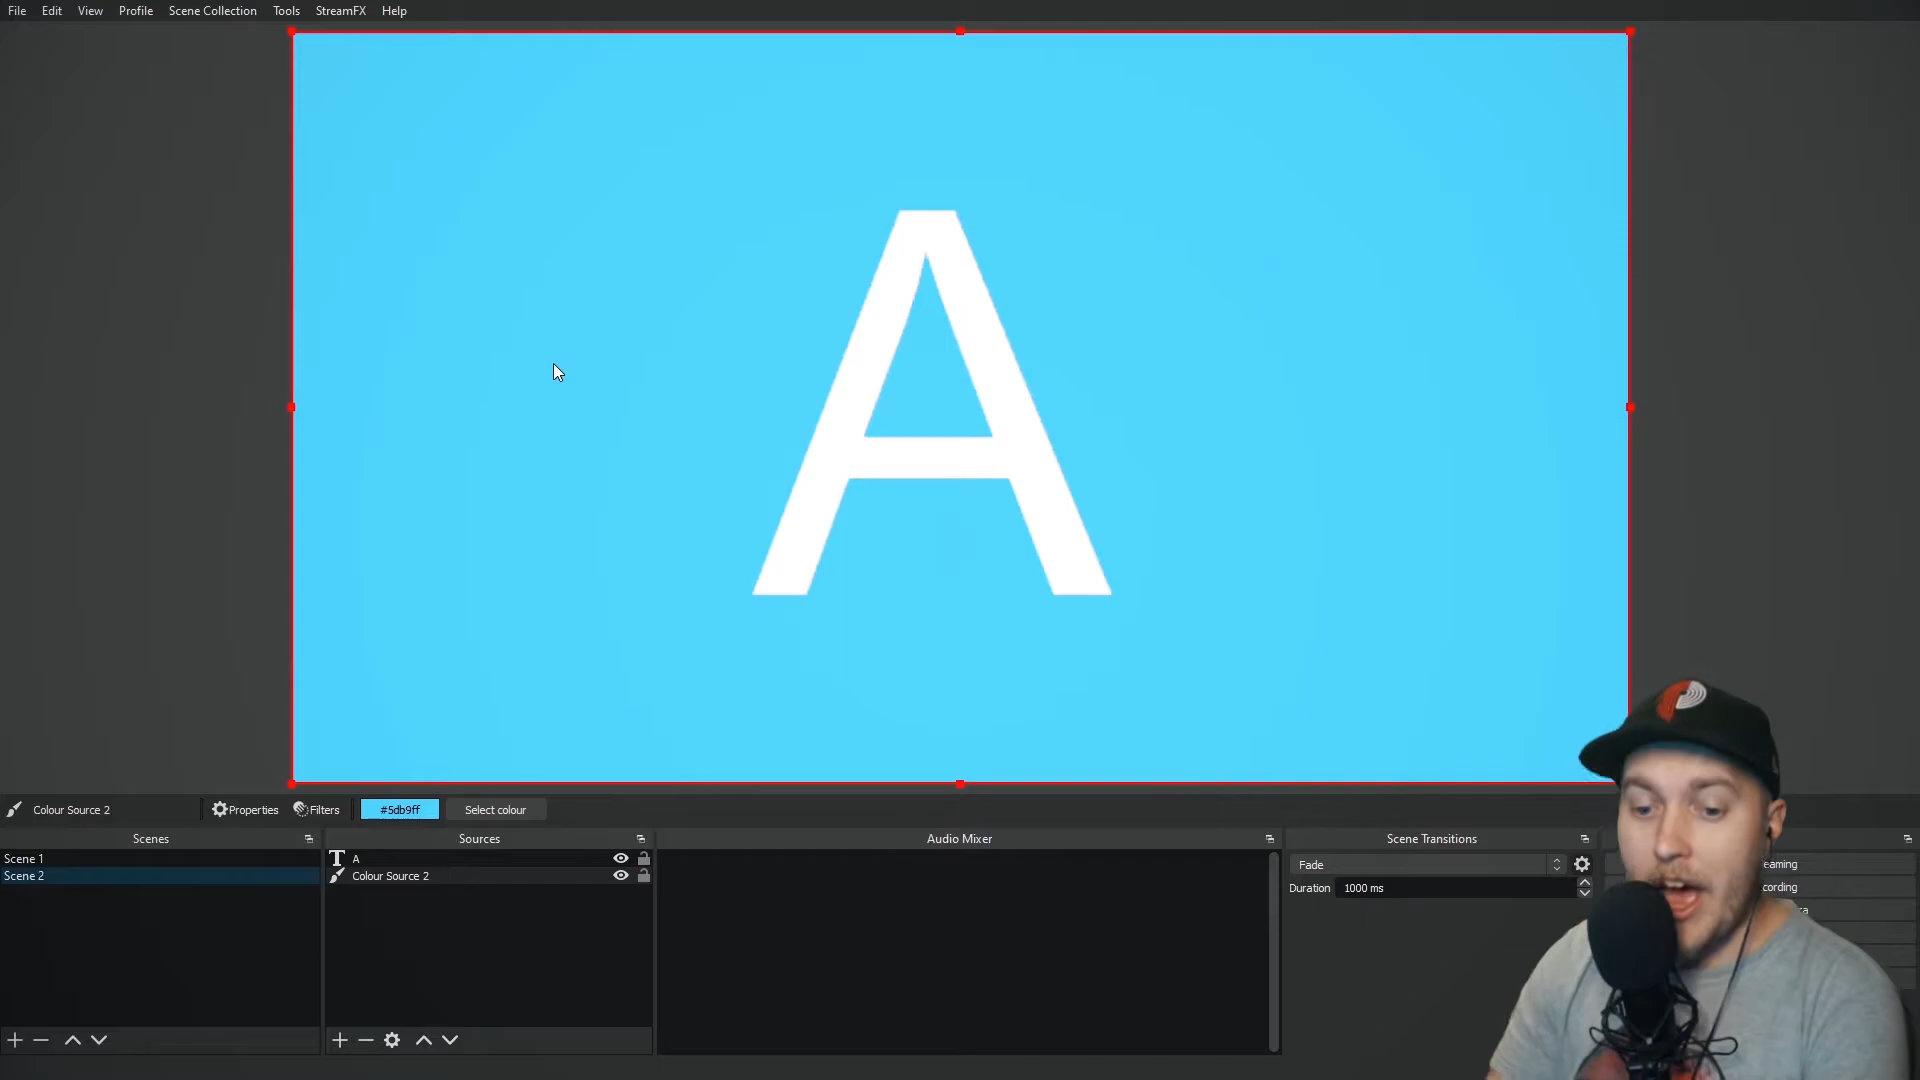 File Edit View Profile Scene Collection Tools StreamFX Help
A
Colour Source 2 Properties Filters #5db9ff Select colour
Scenes Sources Audio Mixer Scene Transitions
Scene 1
Scene 2
A
Colour Source 2
Fade
Duration 1000 ms
eaming
cording
ra